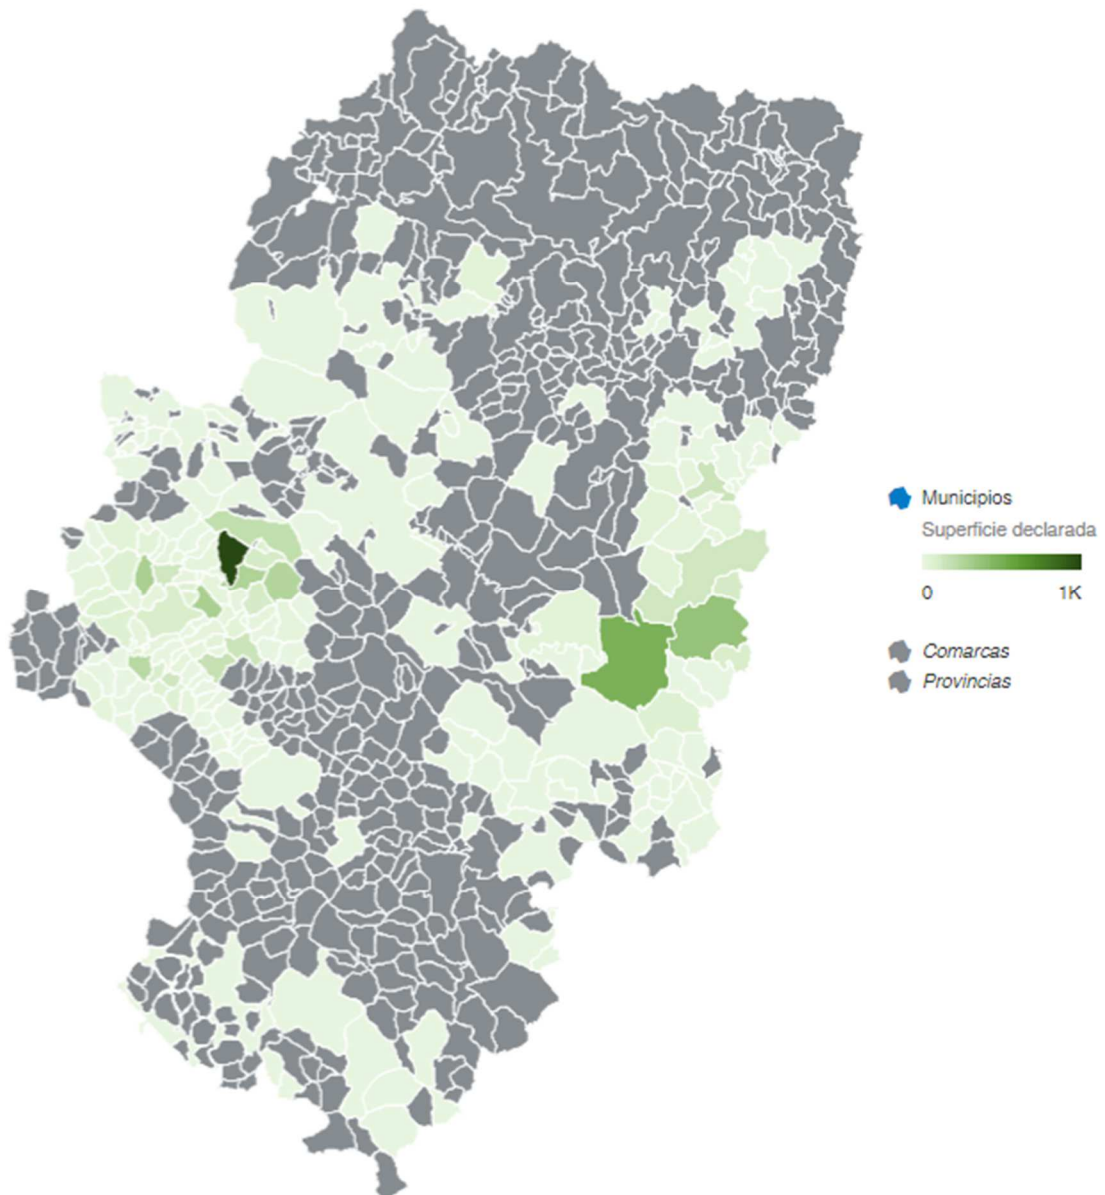 Municipios
Superficie declarada
0 1K
Comarcas
Provincias